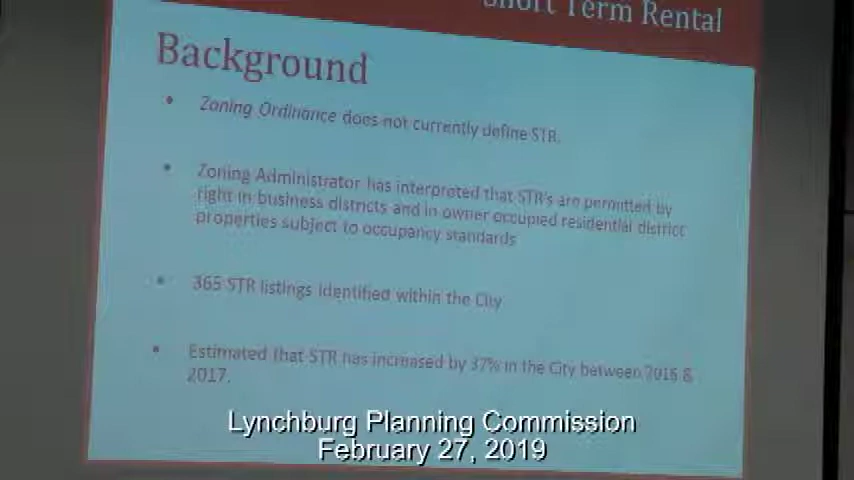 Short Term Rental
Background
• Zoning Ordinance does not currently define STR.
• Zoning Administrator has interpreted that STR's are permitted by
right in business districts and in owner occupied residential district
properties subject to occupancy standards
• 365 STR listings identified within the City
• Estimated that STR has increased by 37% in the City between 2016 &
2017.
Lynchburg Planning Commission
February 27, 2019